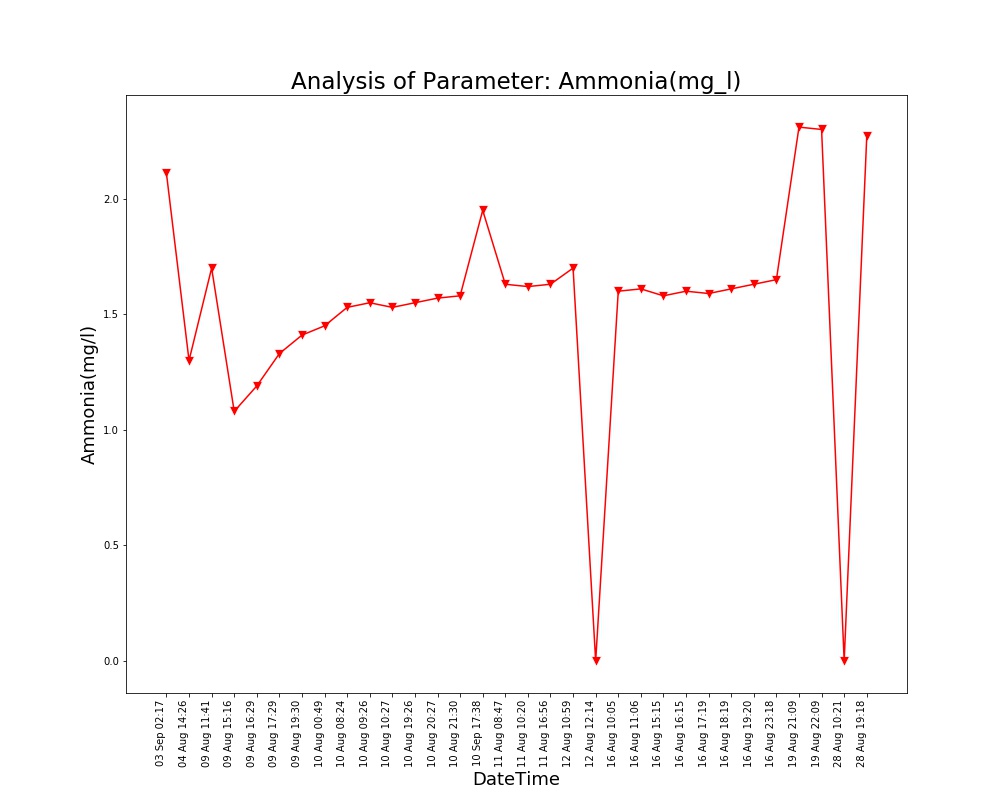 Analysis of Parameter: Ammonia(mg_l)
Ammonia(mg/l)
2.0
1.5
1.0
0.5
0.0
03 Sep 02:17
04 Aug 14:26
09 Aug 11:41
09 Aug 15:16
09 Aug 16:29
09 Aug 17:29
09 Aug 19:30
10 Aug 00:49
10 Aug 08:24
10 Aug 09:26
10 Aug 10:27
10 Aug 19:26
10 Aug 20:27
10 Aug 21:30
10 Sep 17:38
11 Aug 08:47
11 Aug 10:20
11 Aug 16:56
12 Aug 10:59
12 Aug 12:14
16 Aug 10:05
16 Aug 11:06
16 Aug 15:15
16 Aug 16:15
16 Aug 17:19
16 Aug 18:19
16 Aug 19:20
16 Aug 23:18
19 Aug 21:09
19 Aug 22:09
28 Aug 10:21
28 Aug 19:18
DateTime